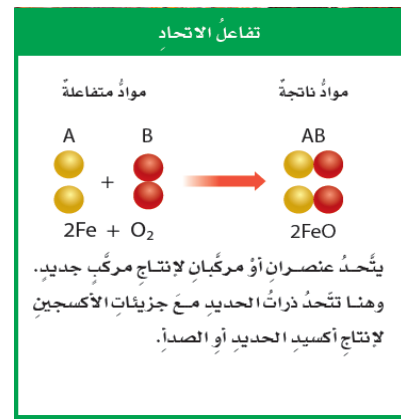 تفاعلُ الاتحادِ
موادُّ متفاعلةٌ    موادُّ ناتجةٌ
A    B    AB
+
2Fe + O₂    2FeO
يتَّحدُ عنصرانِ أوْ مركَّبانِ لإنتاجِ مركَّبٍ جديدٍ.
وهنا تتَّحدُ ذراتُ الحديدِ معَ جزيئاتِ الأكسجينِ
لإنتاجِ أكسيدِ الحديدِ أوِ الصدأِ.